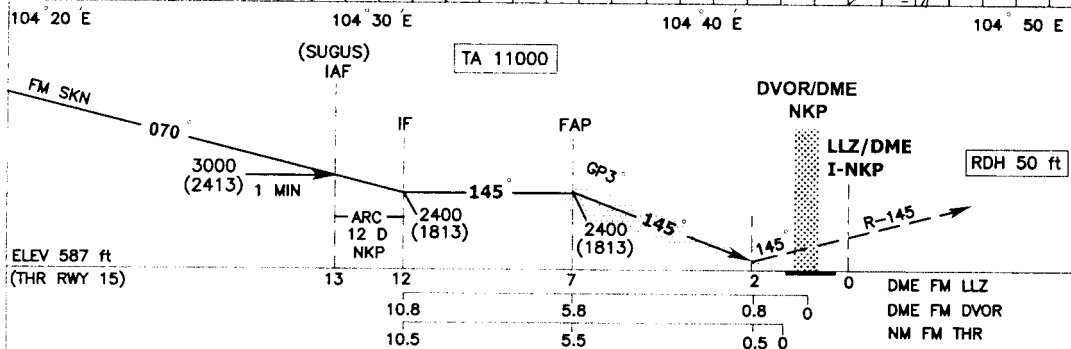 104° 20' E 104° 30' E 104° 40' E 104° 50' E
(SUGUS)
IAF
TA 11000
DVOR/DME
NKP
FM SKN
070°
IF
FAP
LLZ/DME
I-NKP
RDH 50 ft
GP3°
3000
(2413)
1 MIN
145°
145°
145°
R-145
ARC
12 D
NKP
2400
(1813)
2400
(1813)
ELEV 587 ft
(THR RWY 15)
13 12 7 2 0 DME FM LLZ
10.8 5.8 0.8 0 DME FM DVOR
10.5 5.5 0.5 0 NM FM THR